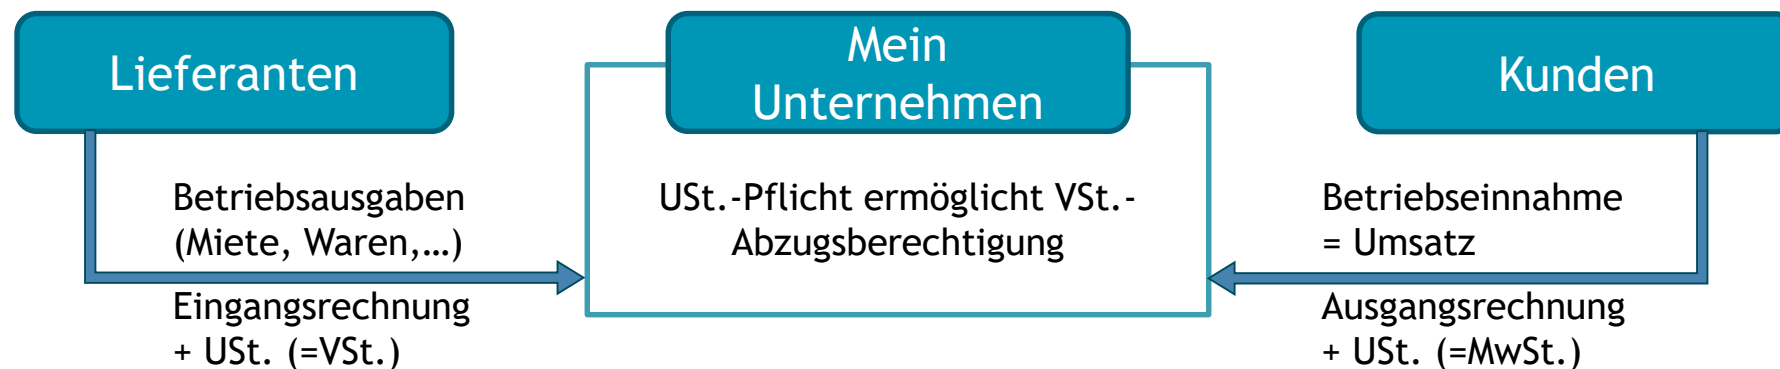 Lieferanten
Mein
Unternehmen
Kunden
Betriebsausgaben
(Miete, Waren,…)
Eingangsrechnung
+ USt. (=VSt.)
USt.-Pflicht ermöglicht VSt.-
Abzugsberechtigung
Betriebseinnahme
= Umsatz
Ausgangsrechnung
+ USt. (=MwSt.)